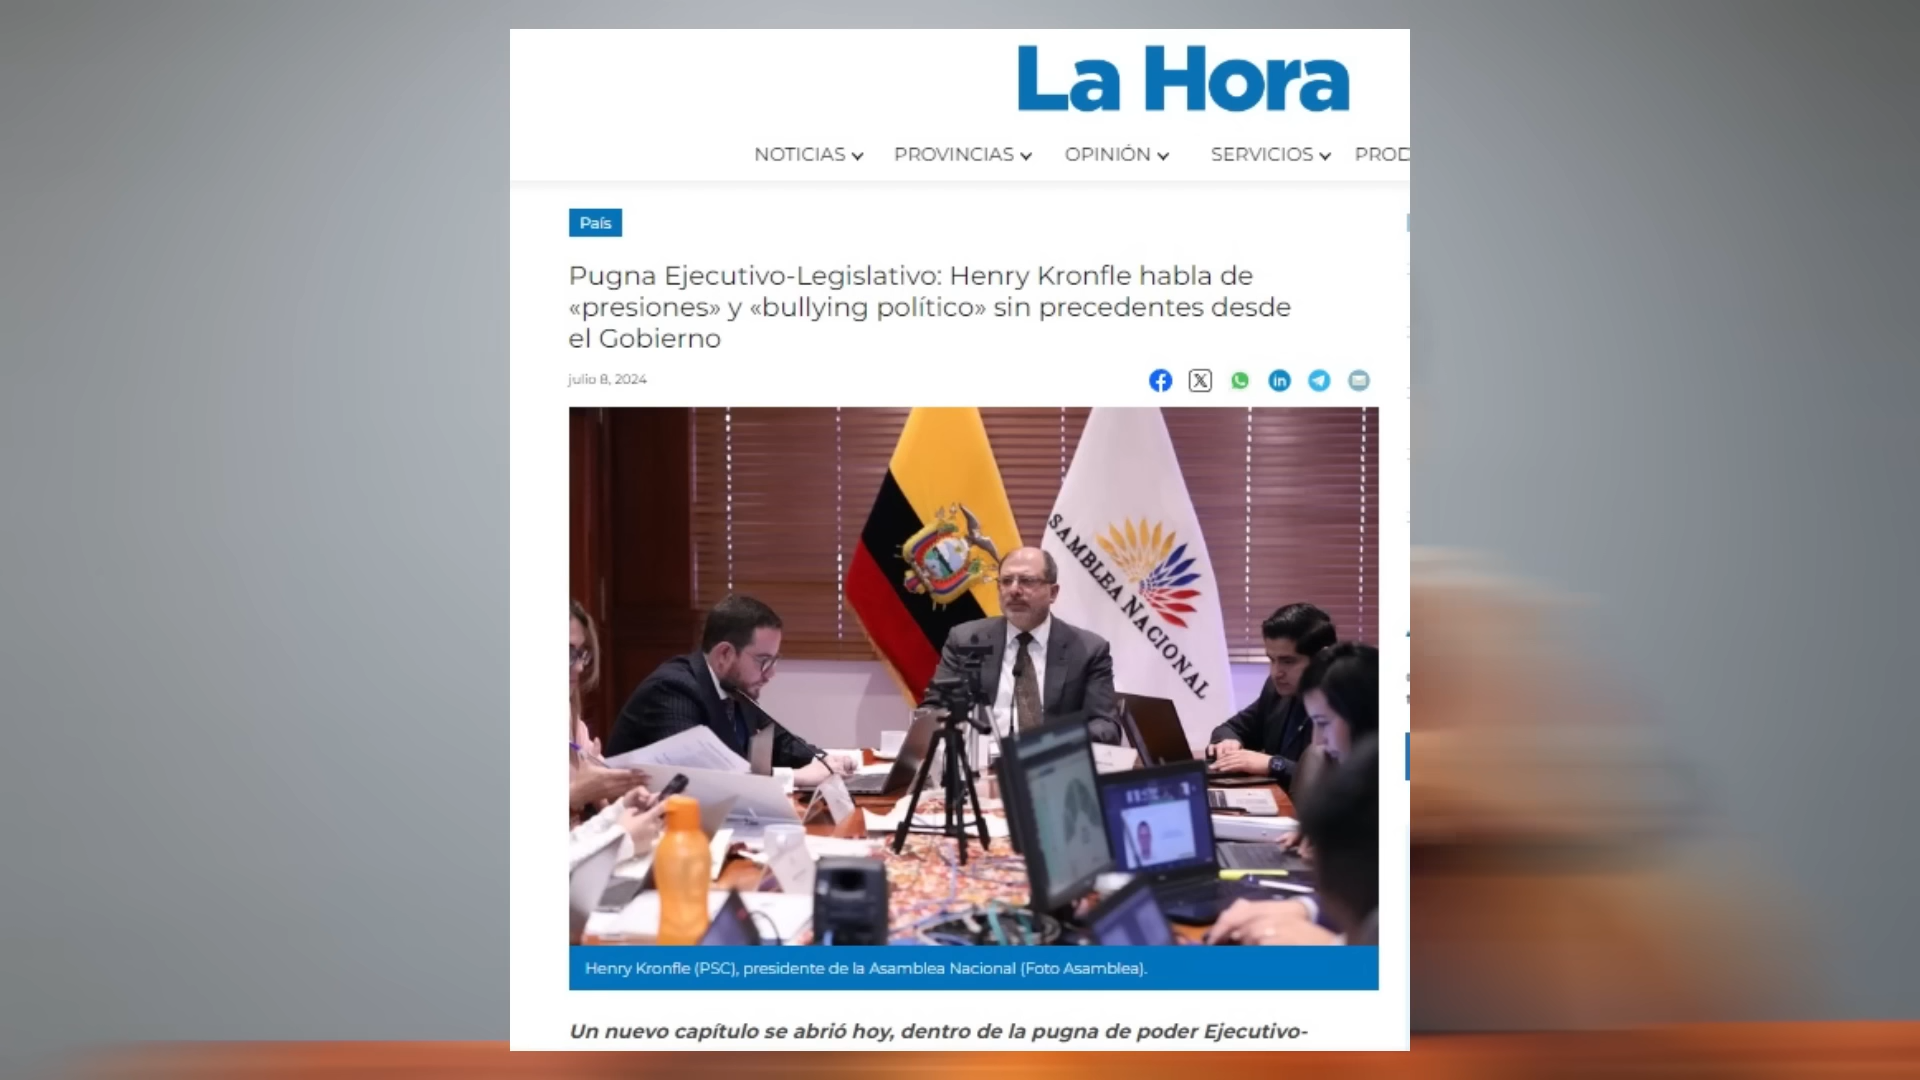 La Hora
NOTICIAS PROVINCIAS OPINIÓN SERVICIOS PROD
País
Pugna Ejecutivo-Legislativo: Henry Kronfle habla de
«presiones» y «bullying político» sin precedentes desde
el Gobierno
julio 8, 2024
SAMBLEA NACIONAL
Henry Kronfle (PSC), presidente de la Asamblea Nacional (Foto Asamblea).
Un nuevo capítulo se abrió hoy, dentro de la pugna de poder Ejecutivo-